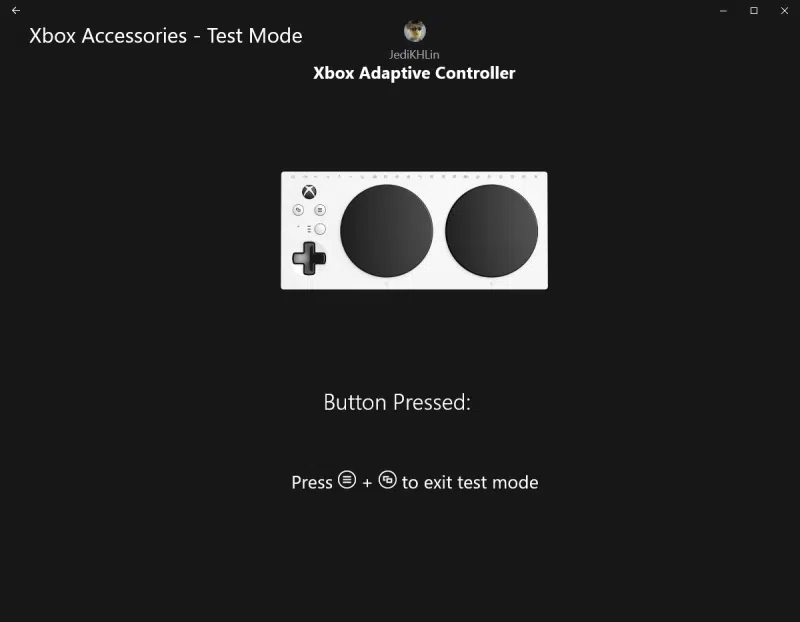 Xbox Accessories - Test Mode
JediKHLin
Xbox Adaptive Controller
Button Pressed:
Press + to exit test mode